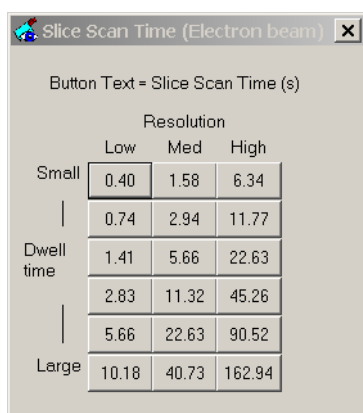 Slice Scan Time (Electron beam)
Button Text = Slice Scan Time (s)
Resolution
Low Med High
Small 0.40 1.58 6.34
0.74 2.94 11.77
Dwell time 1.41 5.66 22.63
2.83 11.32 45.26
5.66 22.63 90.52
Large 10.18 40.73 162.94